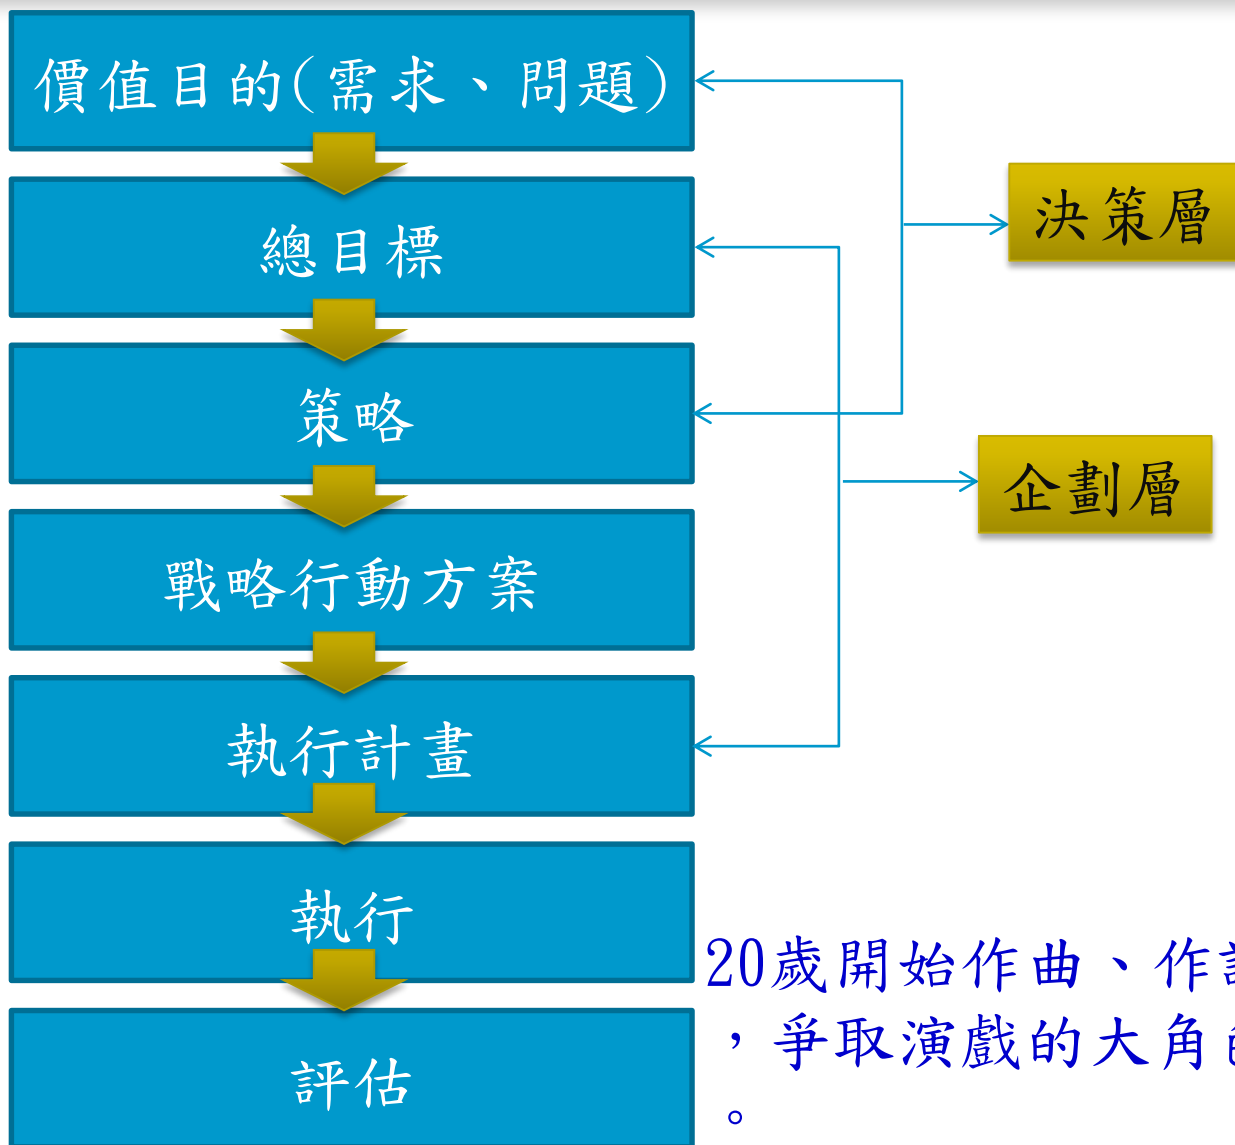 價值目的(需求、問題)
總目標
決策層
策略
企劃層
戰略行動方案
執行計畫
執行
評估
20歲開始作曲、作
，爭取演戲的大角
。